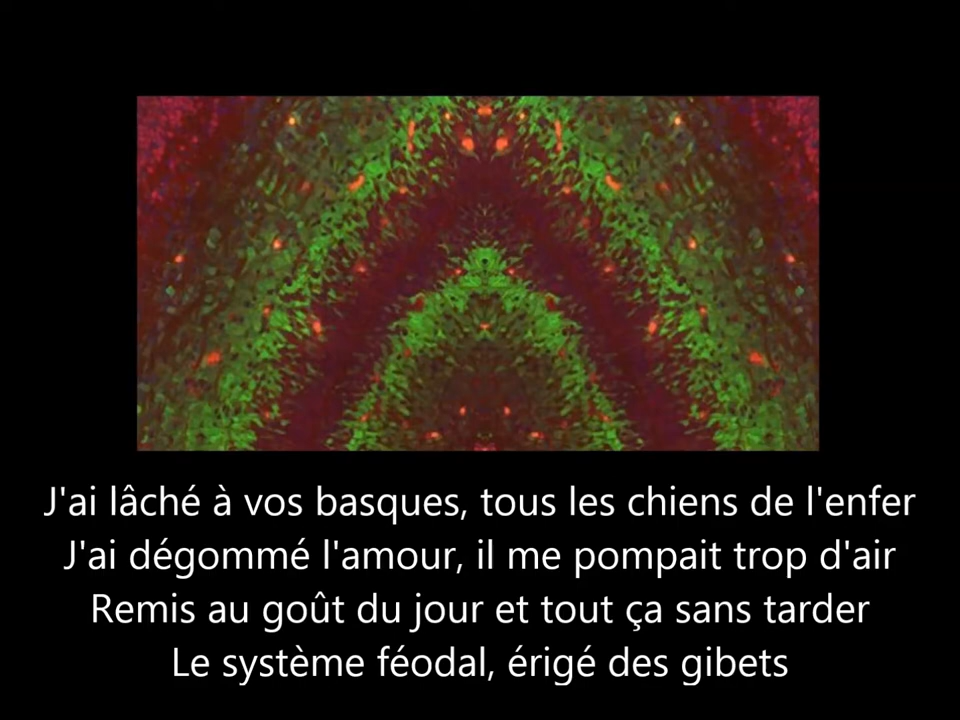 J'ai lâché à vos basques, tous les chiens de l'enfer
J'ai dégommé l'amour, il me pompait trop d'air
Remis au goût du jour et tout ça sans tarder
Le système féodal, érigé des gibets